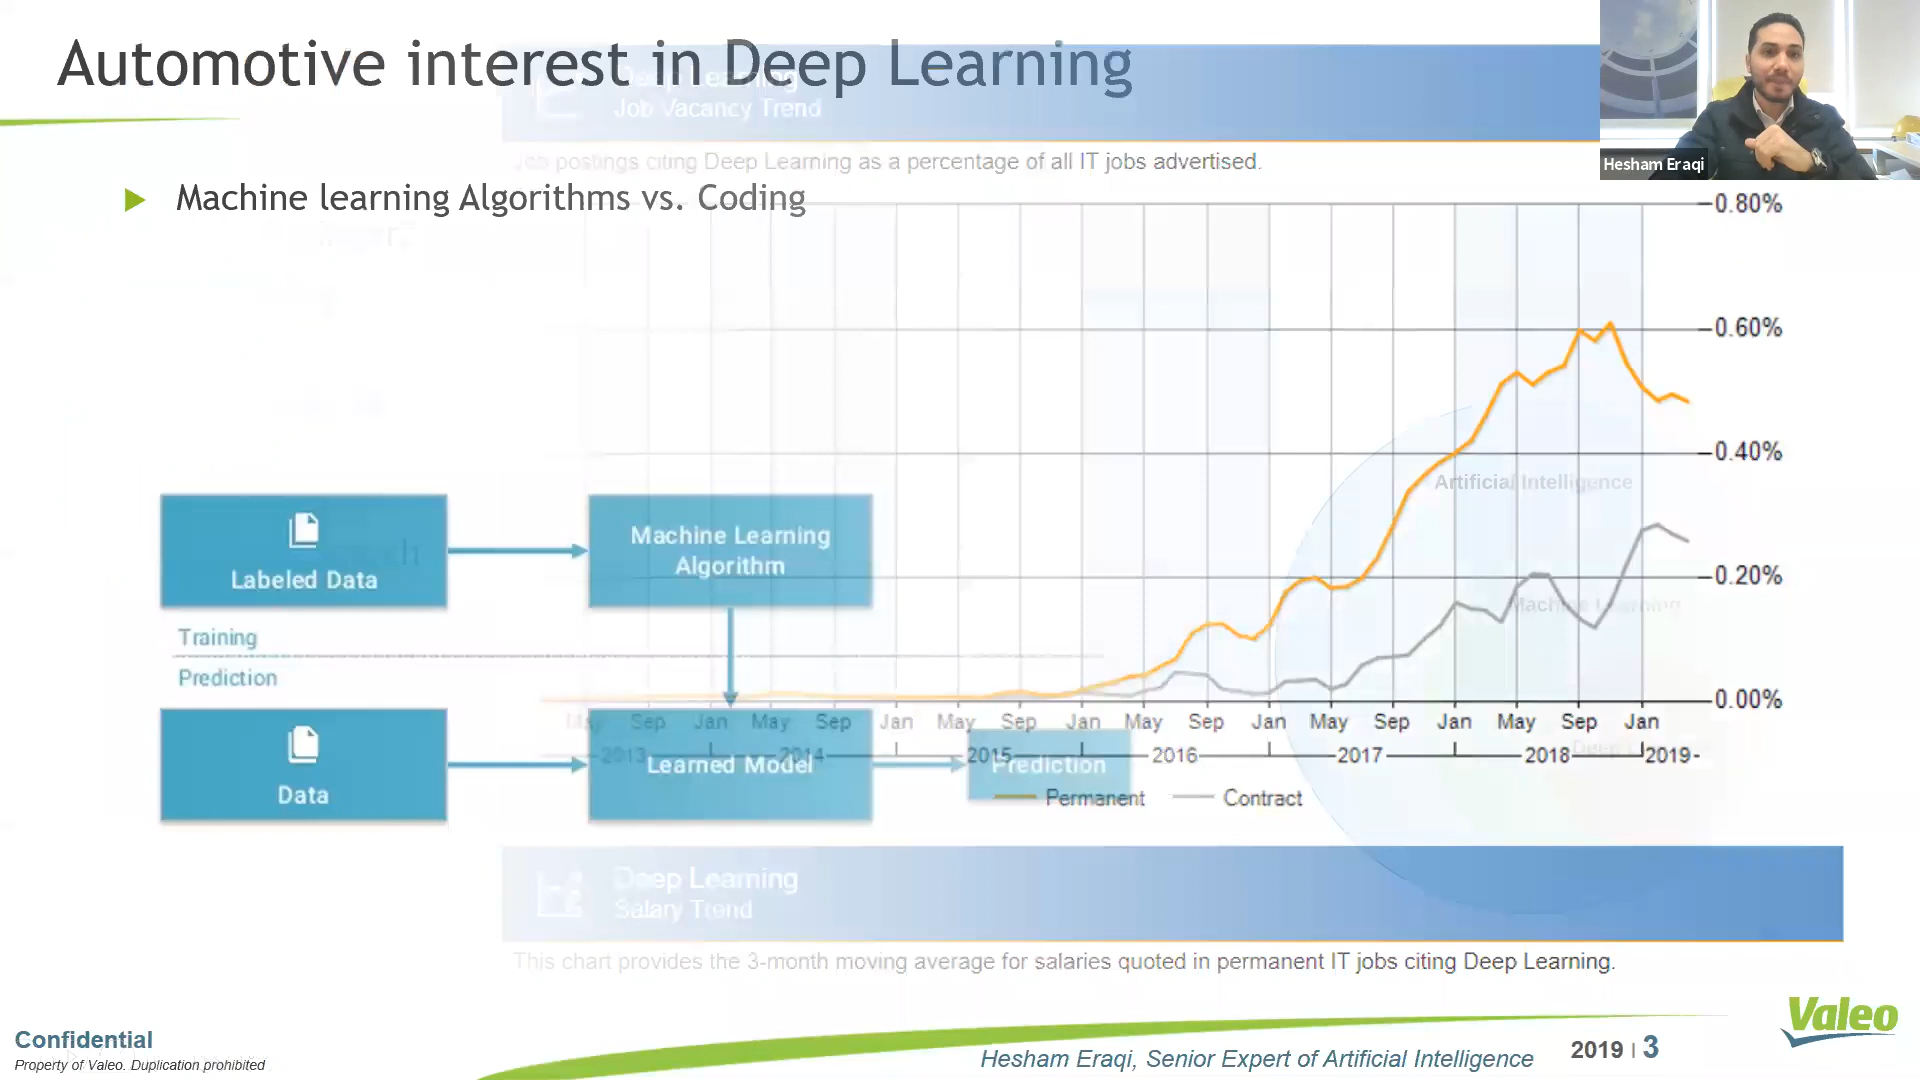 Automotive interest in Deep Learning
Deep Learning
Job Vacancy Trend
Hesham Eraqi
Job postings citing Deep Learning as a percentage of all IT jobs advertised.
Machine learning Algorithms vs. Coding
0.80%
0.60%
0.40%
0.20%
0.00%
Artificial Intelligence
Machine Learning
Labeled Data
Machine Learning
Algorithm
Training
Prediction
Data
Learned Model
Prediction
May Sep Jan May Sep Jan May Sep Jan May Sep Jan May Sep Jan May Sep Jan
2013 2014 2015 2016 2017 2018 2019
Permanent Contract
Deep Learning
Salary Trend
This chart provides the 3-month moving average for salaries quoted in permanent IT jobs citing Deep Learning.
Confidential
Property of Valeo. Duplication prohibited
Hesham Eraqi, Senior Expert of Artificial Intelligence
2019 | 3
Valeo